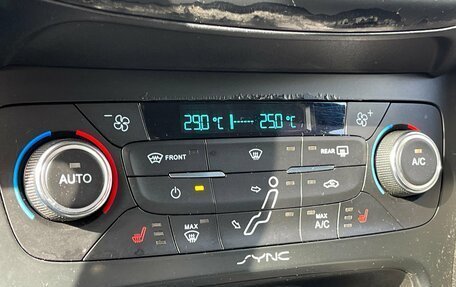 29.0 °C 25.0 °C
FRONT REAR
AUTO A/C
MAX MAX A/C
SYNC